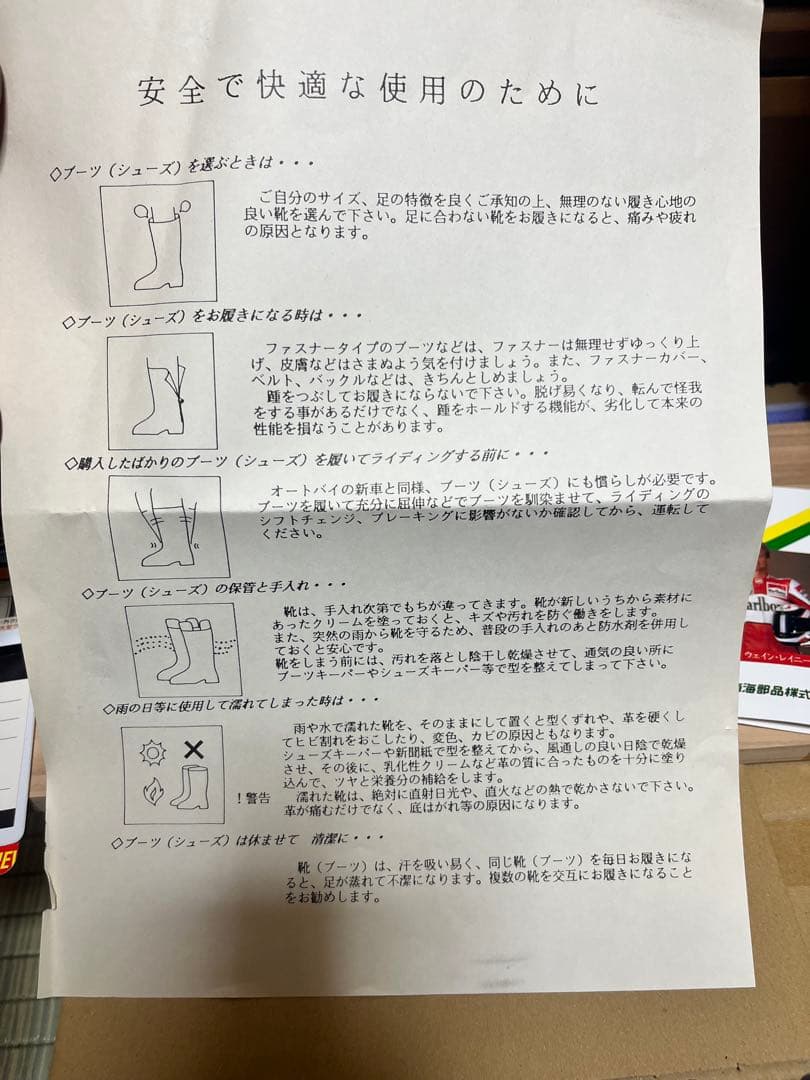 安全で快適な使用のために
◇ブーツ(シューズ)を選ぶときは・・・
ご自分のサイズ、足の特徴を良くご承知の上、無理のない履き心地の
良い靴を選んで下さい。足に合わない靴をお履きになると、痛みや疲れ
の原因となります。
◇ブーツ(シューズ)をお履きになる時は・・・
ファスナータイプのブーツなどは、ファスナーは無理せずゆっくり上
げ、皮膚などはさまぬよう気を付けましょう。また、ファスナーカバー、
ベルト、バックルなどは、きちんとしめましょう。
踵をつぶしてお履きにならないで下さい。脱げ易くなり、転んで怪我
をする事があるだけでなく、踵をホールドする機能が、劣化して本来の
性能を損なうことがあります。
◇購入したばかりのブーツ(シューズ)を履いてライディングする前に・・・
オートバイの新車と同様、ブーツ(シューズ)にも慣らしが必要です。
ブーツを履いて充分に屈伸などでブーツを馴染ませて、ライディングの
シフトチェンジ、ブレーキングに影響がないか確認してから、運転して
ください。
◇ブーツ(シューズ)の保管と手入れ・・・
靴は、手入れ次第でもちが違ってきます。靴が新しいうちから素材に
あったクリームを塗っておくと、キズや汚れを防ぐ働きをします。
また、突然の雨から靴を守るため、普段の手入れのあと防水剤を併用し
ておくと安心です。
靴をしまう前には、汚れを落とし陰干し乾燥させて、通気の良い所に
ブーツキーパーやシューズキーパー等で型を整えてしまって下さい。
◇雨の日等に使用して濡れてしまった時は・・・
雨や水で濡れた靴を、そのままにして置くと型くずれや、革を硬くし
てヒビ割れをおこしたり、変色、カビの原因ともなります。
シューズキーパーや新聞紙で型を整えてから、風通しの良い日陰で乾燥
させ、その後に、乳化性クリームなど革の質に合ったものを十分に塗り
込んで、ツヤと栄養分の補給をします。
!警告 濡れた靴は、絶対に直射日光や、直火などの熱で乾かさないで下さい。
革が痛むだけでなく、底はがれ等の原因になります。
◇ブーツ(シューズ)は休ませて 清潔に・・・
靴(ブーツ)は、汗を吸い易く、同じ靴(ブーツ)を毎日お履きにな
ると、足が蒸れて不潔になります。複数の靴を交互にお履きになること
をお勧めします。
Marlbo
ウェイン・レイニー
海部品株式